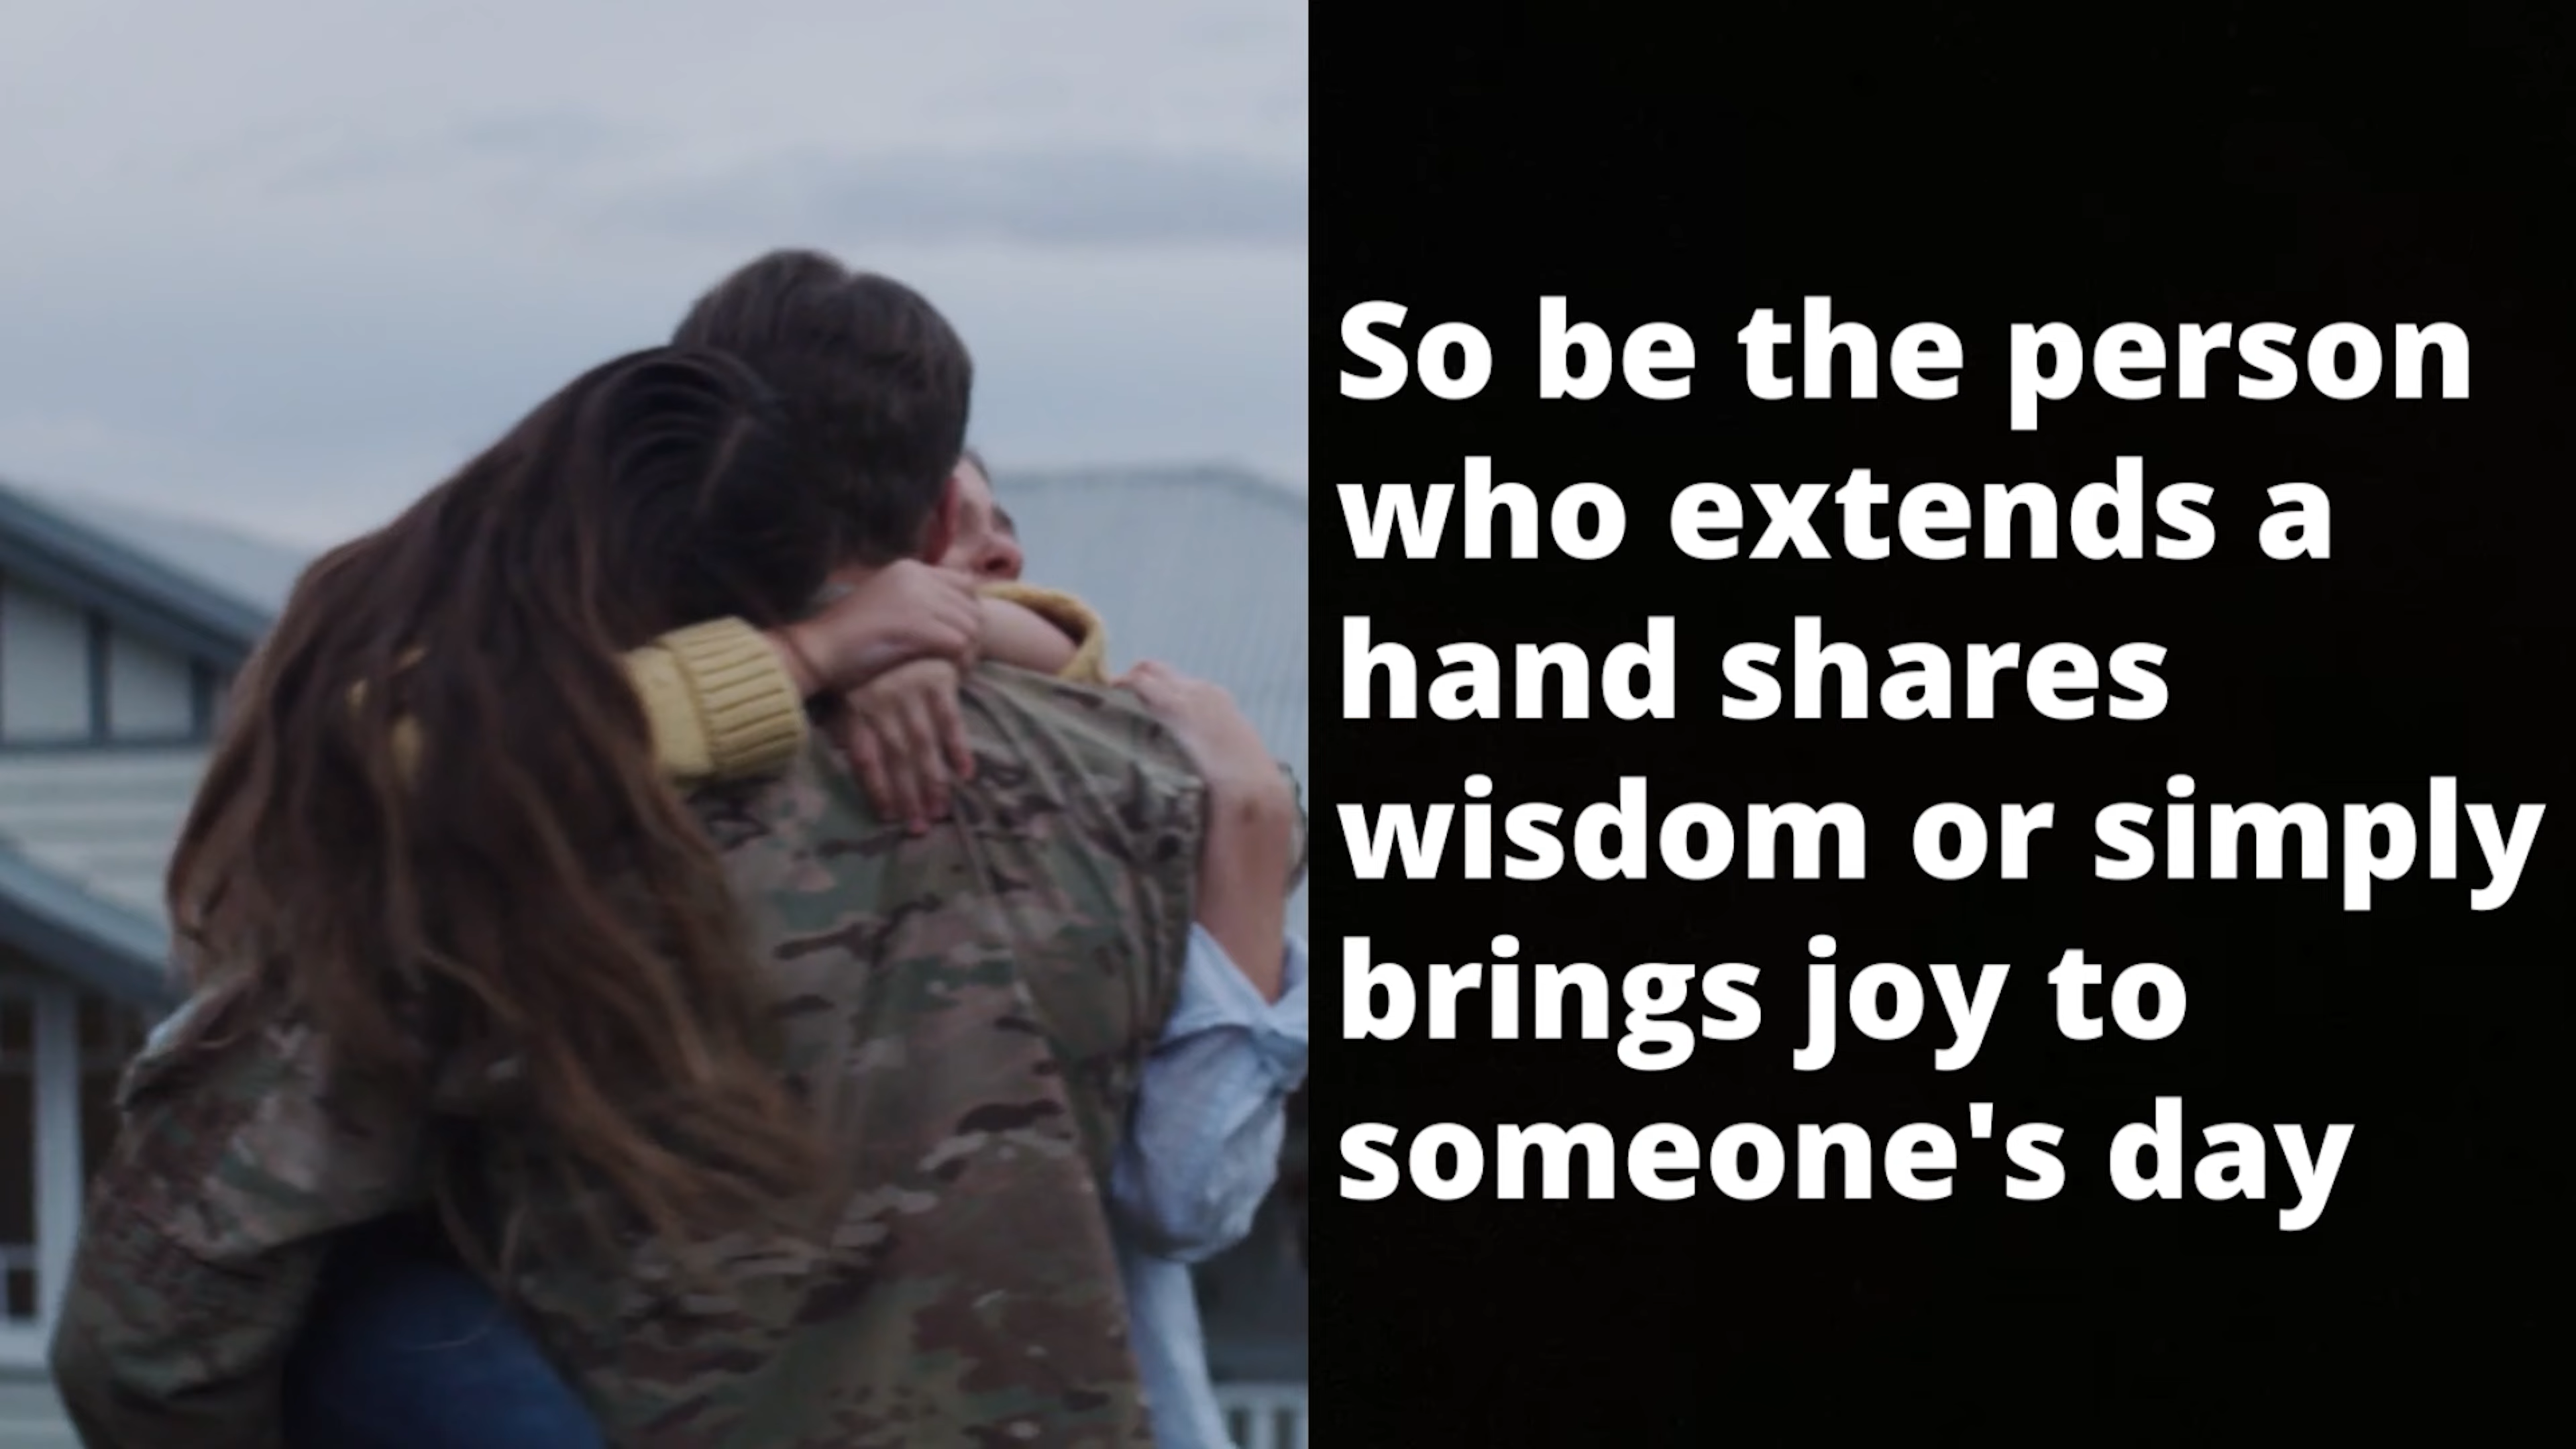 So be the person
who extends a
hand shares
wisdom or simply
brings joy to
someone's day